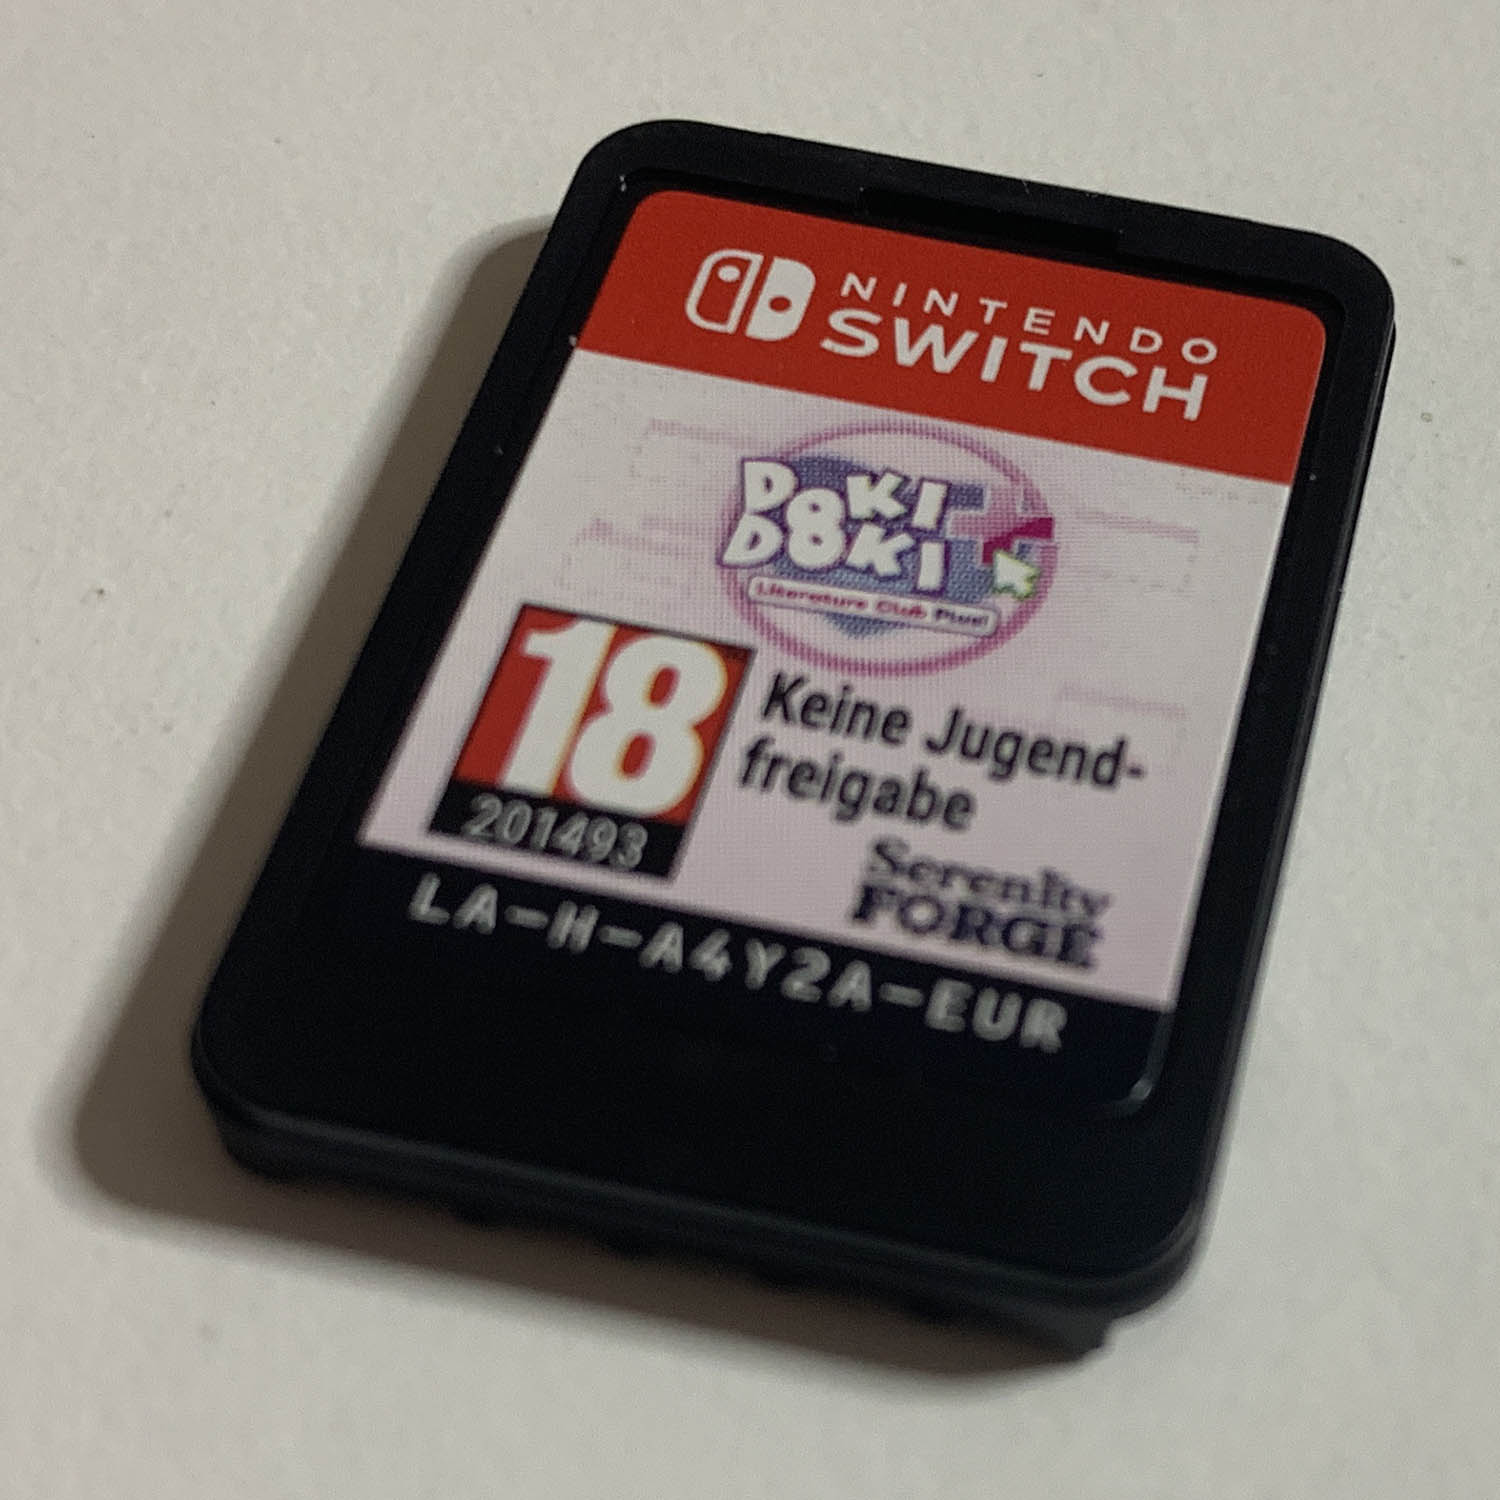 NINTENDO
SWITCH
DOKI
DOKI
Literature Club Plus!
18
201493
Keine Jugend-
freigabe
Serenity
FORGE
LA-H-A4Y2A-EUR